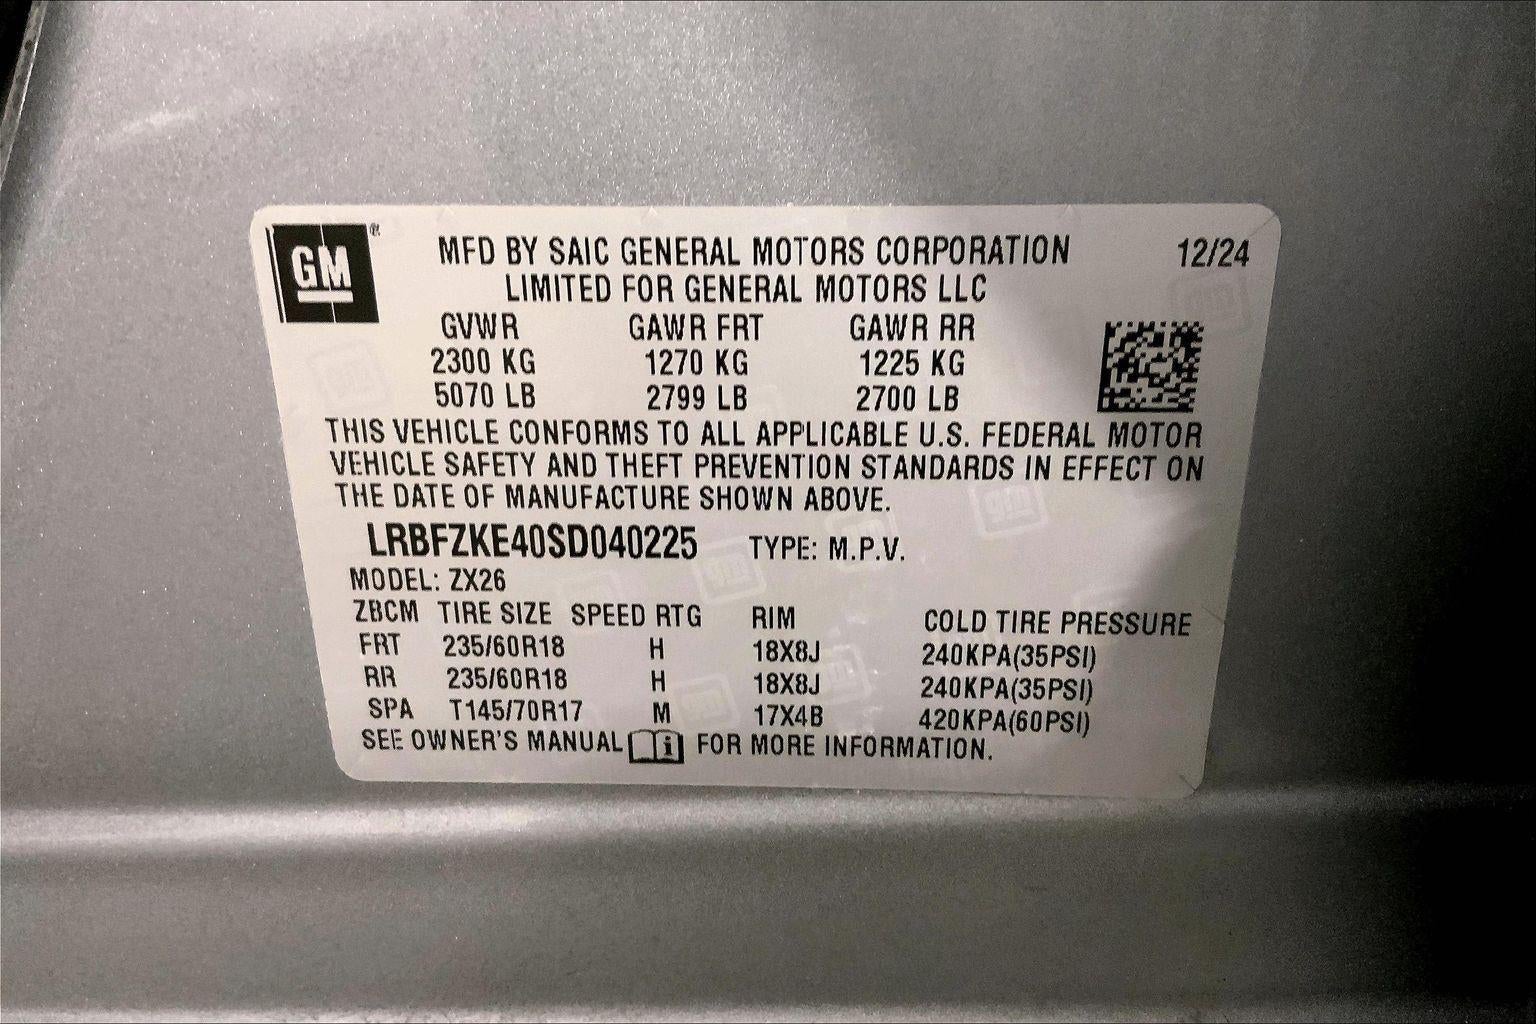 GM®
MFD BY SAIC GENERAL MOTORS CORPORATION 12/24
LIMITED FOR GENERAL MOTORS LLC
GVWR GAWR FRT GAWR RR
2300 KG 1270 KG 1225 KG
5070 LB 2799 LB 2700 LB
THIS VEHICLE CONFORMS TO ALL APPLICABLE U.S. FEDERAL MOTOR
VEHICLE SAFETY AND THEFT PREVENTION STANDARDS IN EFFECT ON
THE DATE OF MANUFACTURE SHOWN ABOVE.
LRBFZKE40SD040225 TYPE: M.P.V.
MODEL: ZX26
ZBCM TIRE SIZE SPEED RTG RIM COLD TIRE PRESSURE
FRT 235/60R18 H 18X8J 240KPA(35PSI)
RR 235/60R18 H 18X8J 240KPA(35PSI)
SPA T145/70R17 M 17X4B 420KPA(60PSI)
SEE OWNER'S MANUAL i FOR MORE INFORMATION.